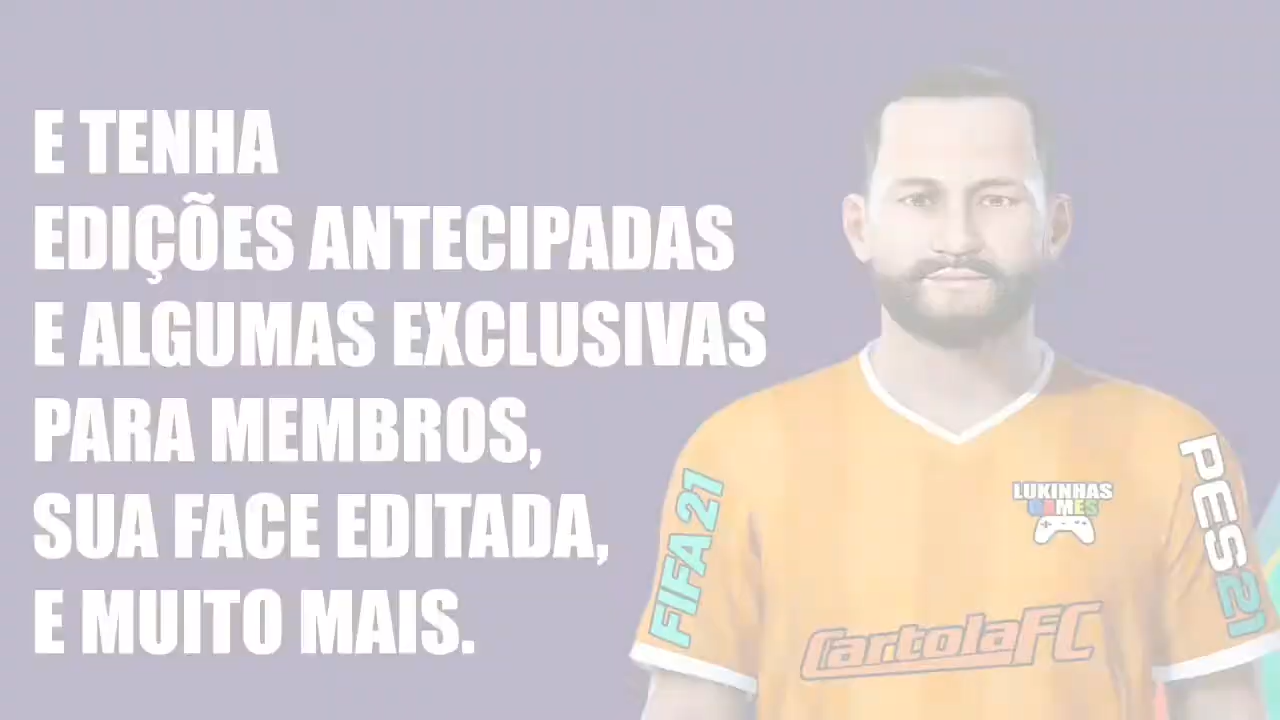 E TENHA
EDIÇÕES ANTECIPADAS
E ALGUMAS EXCLUSIVAS
PARA MEMBROS,
SUA FACE EDITADA,
E MUITO MAIS.
FIFA 21
LUKINHAS
GAMES
PES 21
CartolaFC